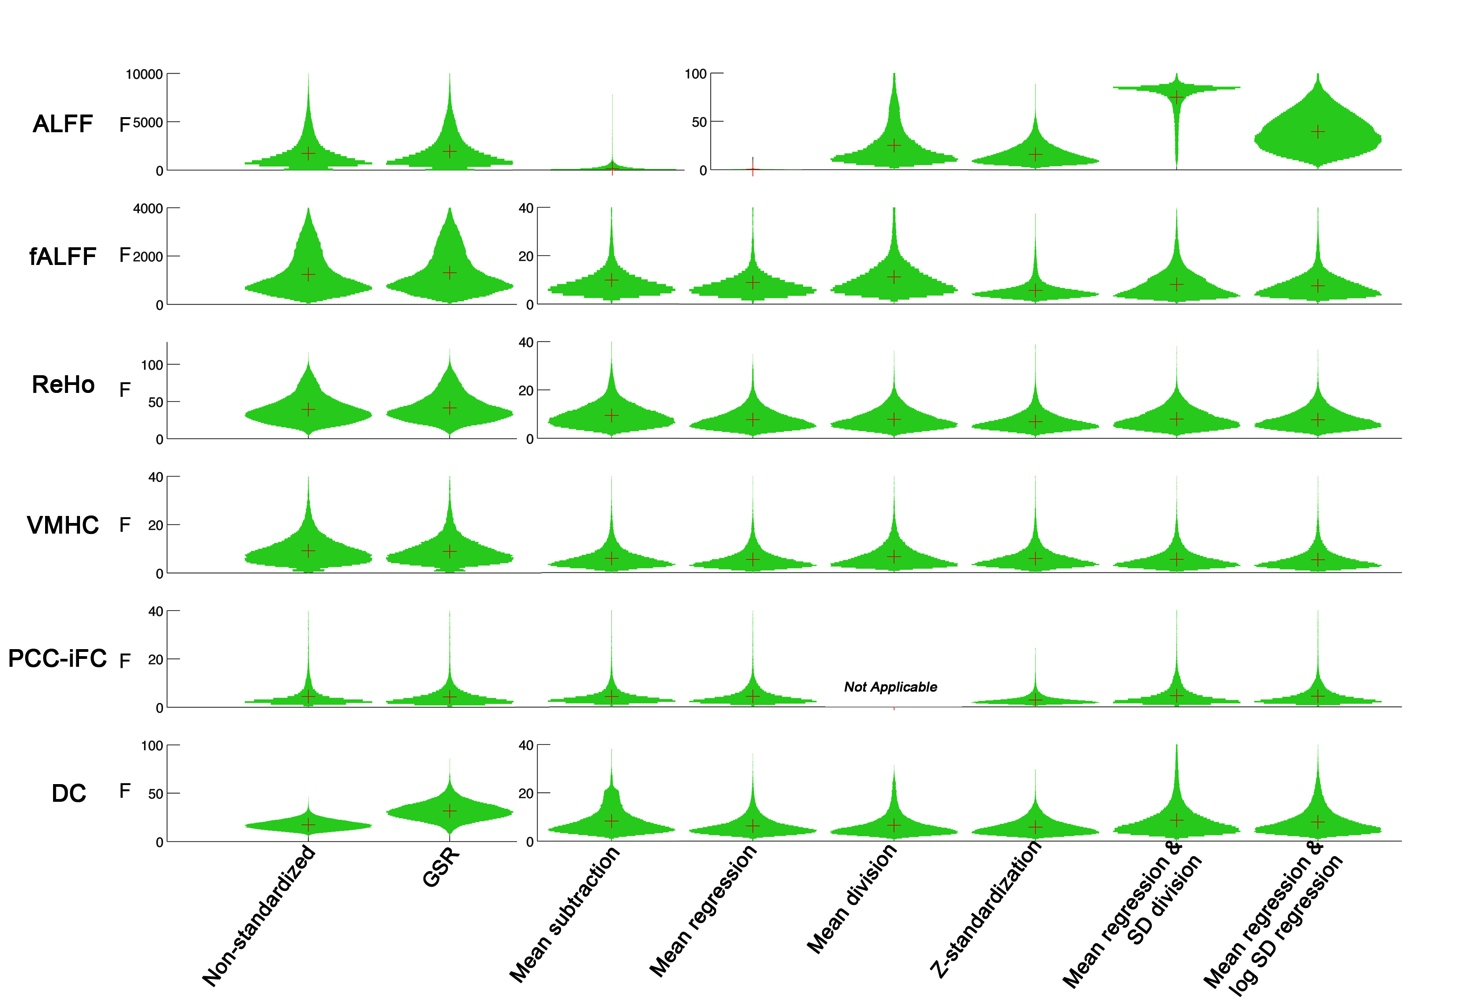 10000
100
ALFF
F
5000
50
0
0
4000
40
fALFF
F
2000
20
0
0
40
100
ReHo
F
20
50
0
0
40
VMHC
F
20
0
40
PCC-iFC
F
20
Not Applicable
0
100
40
DC
F
50
20
0
0
Non-standardized
GSR
Mean subtraction
Mean regression
Mean division
Z-standardization
Mean regression &
SD division
Mean regression &
log SD regression